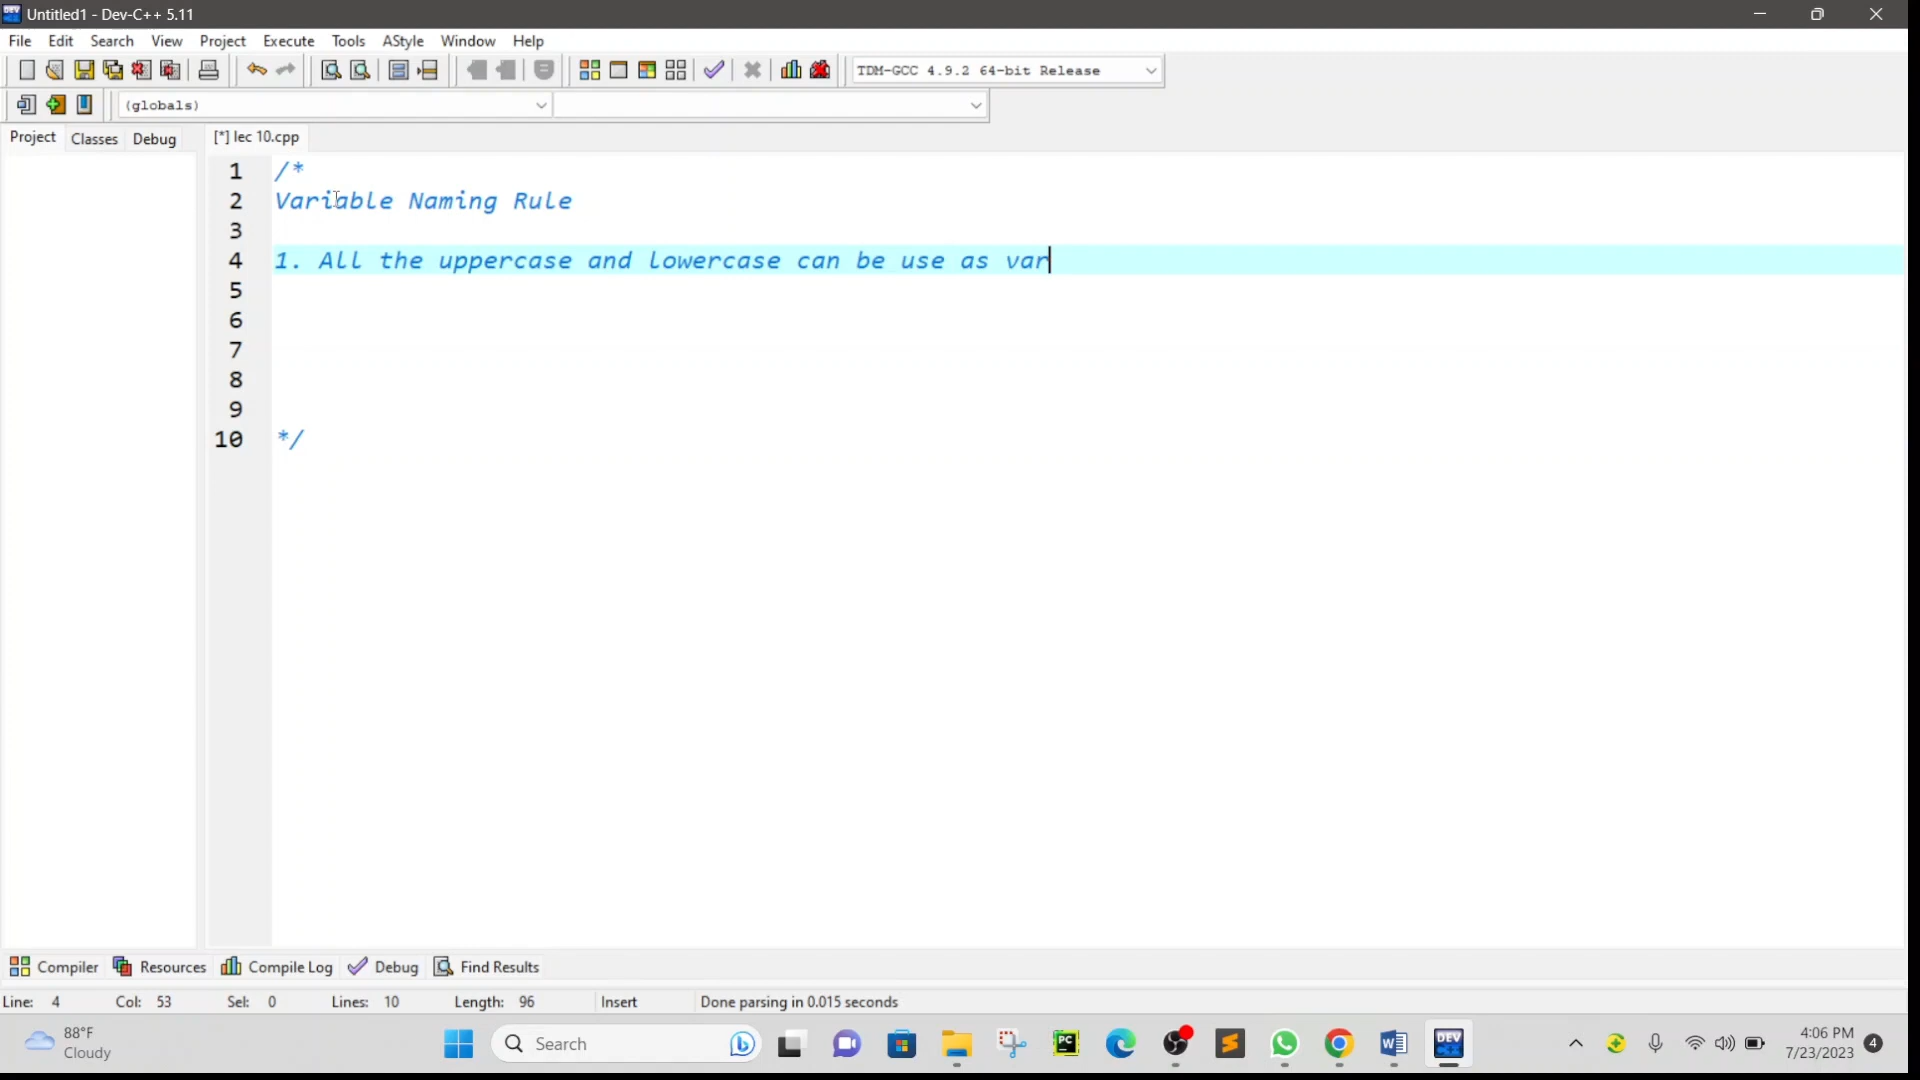 Untitled1 - Dev-C++ 5.11
File Edit Search View Project Execute Tools AStyle Window Help
TDM-GCC 4.9.2 64-bit Release
(globals)
Project Classes Debug [*] lec 10.cpp
1 /*
2 Variable Naming Rule
3
4 1. All the uppercase and lowercase can be use as var
5
6
7
8
9
10 */
Compiler Resources Compile Log Debug Find Results
Line: 4 Col: 53 Sel: 0 Lines: 10 Length: 96 Insert Done parsing in 0.015 seconds
88°F
Cloudy
Search
PC
DEV
4:06 PM
7/23/2023
4